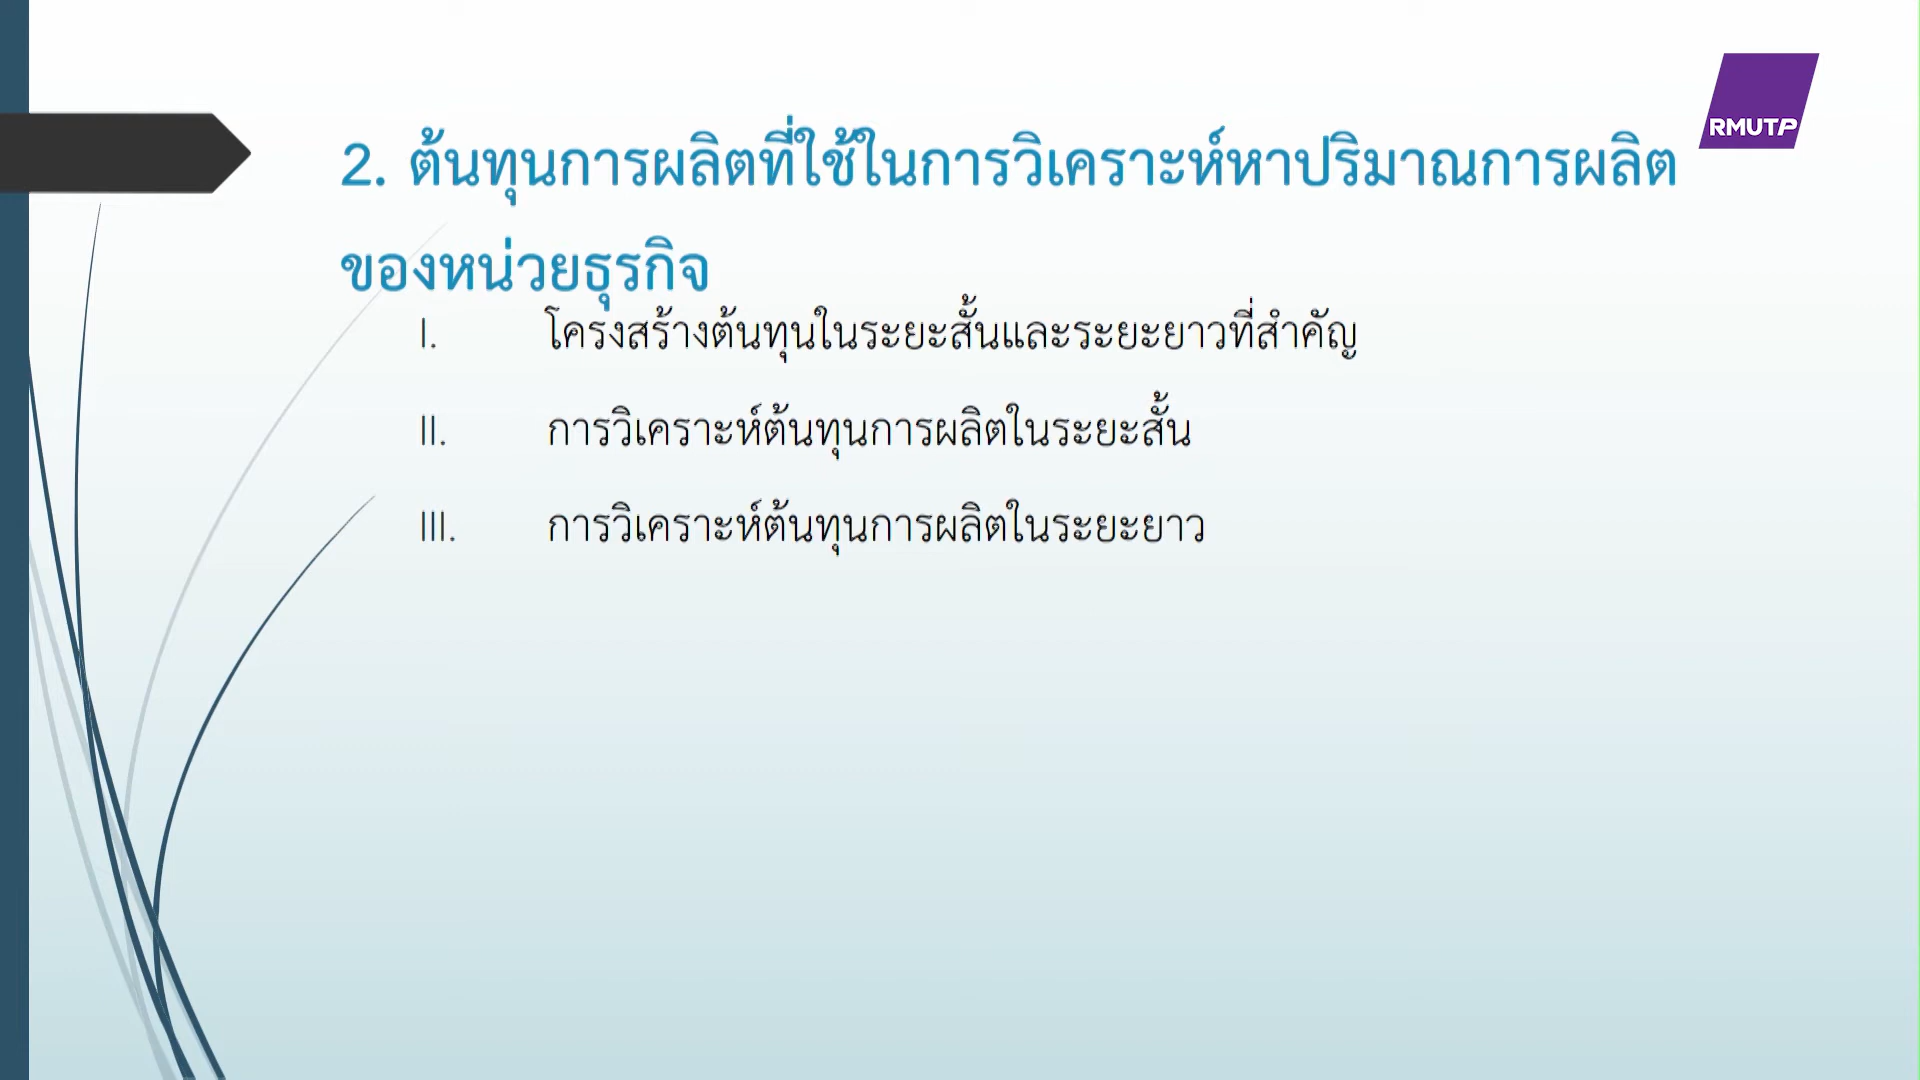 RMUTP
2. ต้นทุนการผลิตที่ใช้ในการวิเคราะห์หาปริมาณการผลิต
ของหน่วยธุรกิจ
I. โครงสร้างต้นทุนในระยะสั้นและระยะยาวที่สำคัญ
II. การวิเคราะห์ต้นทุนการผลิตในระยะสั้น
III. การวิเคราะห์ต้นทุนการผลิตในระยะยาว